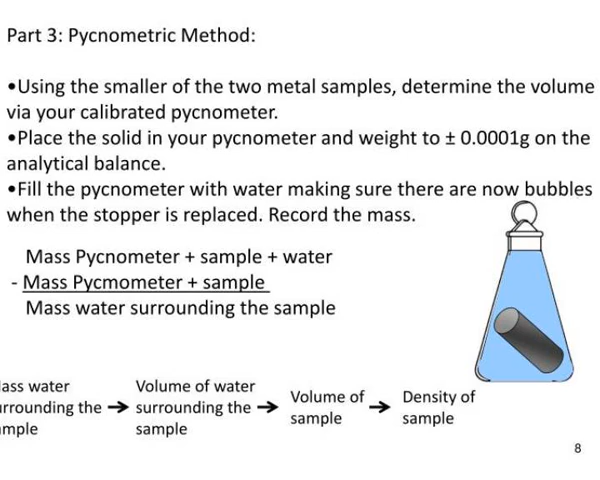 Part 3: Pycnometric Method:
•Using the smaller of the two metal samples, determine the volume
via your calibrated pycnometer.
•Place the solid in your pycnometer and weight to ± 0.0001g on the
analytical balance.
•Fill the pycnometer with water making sure there are now bubbles
when the stopper is replaced. Record the mass.
Mass Pycnometer + sample + water
- Mass Pycmometer + sample
Mass water surrounding the sample
ass water
rrounding the → 
mple
Volume of water
surrounding the →
sample
Volume of
sample →
Density of
sample
8